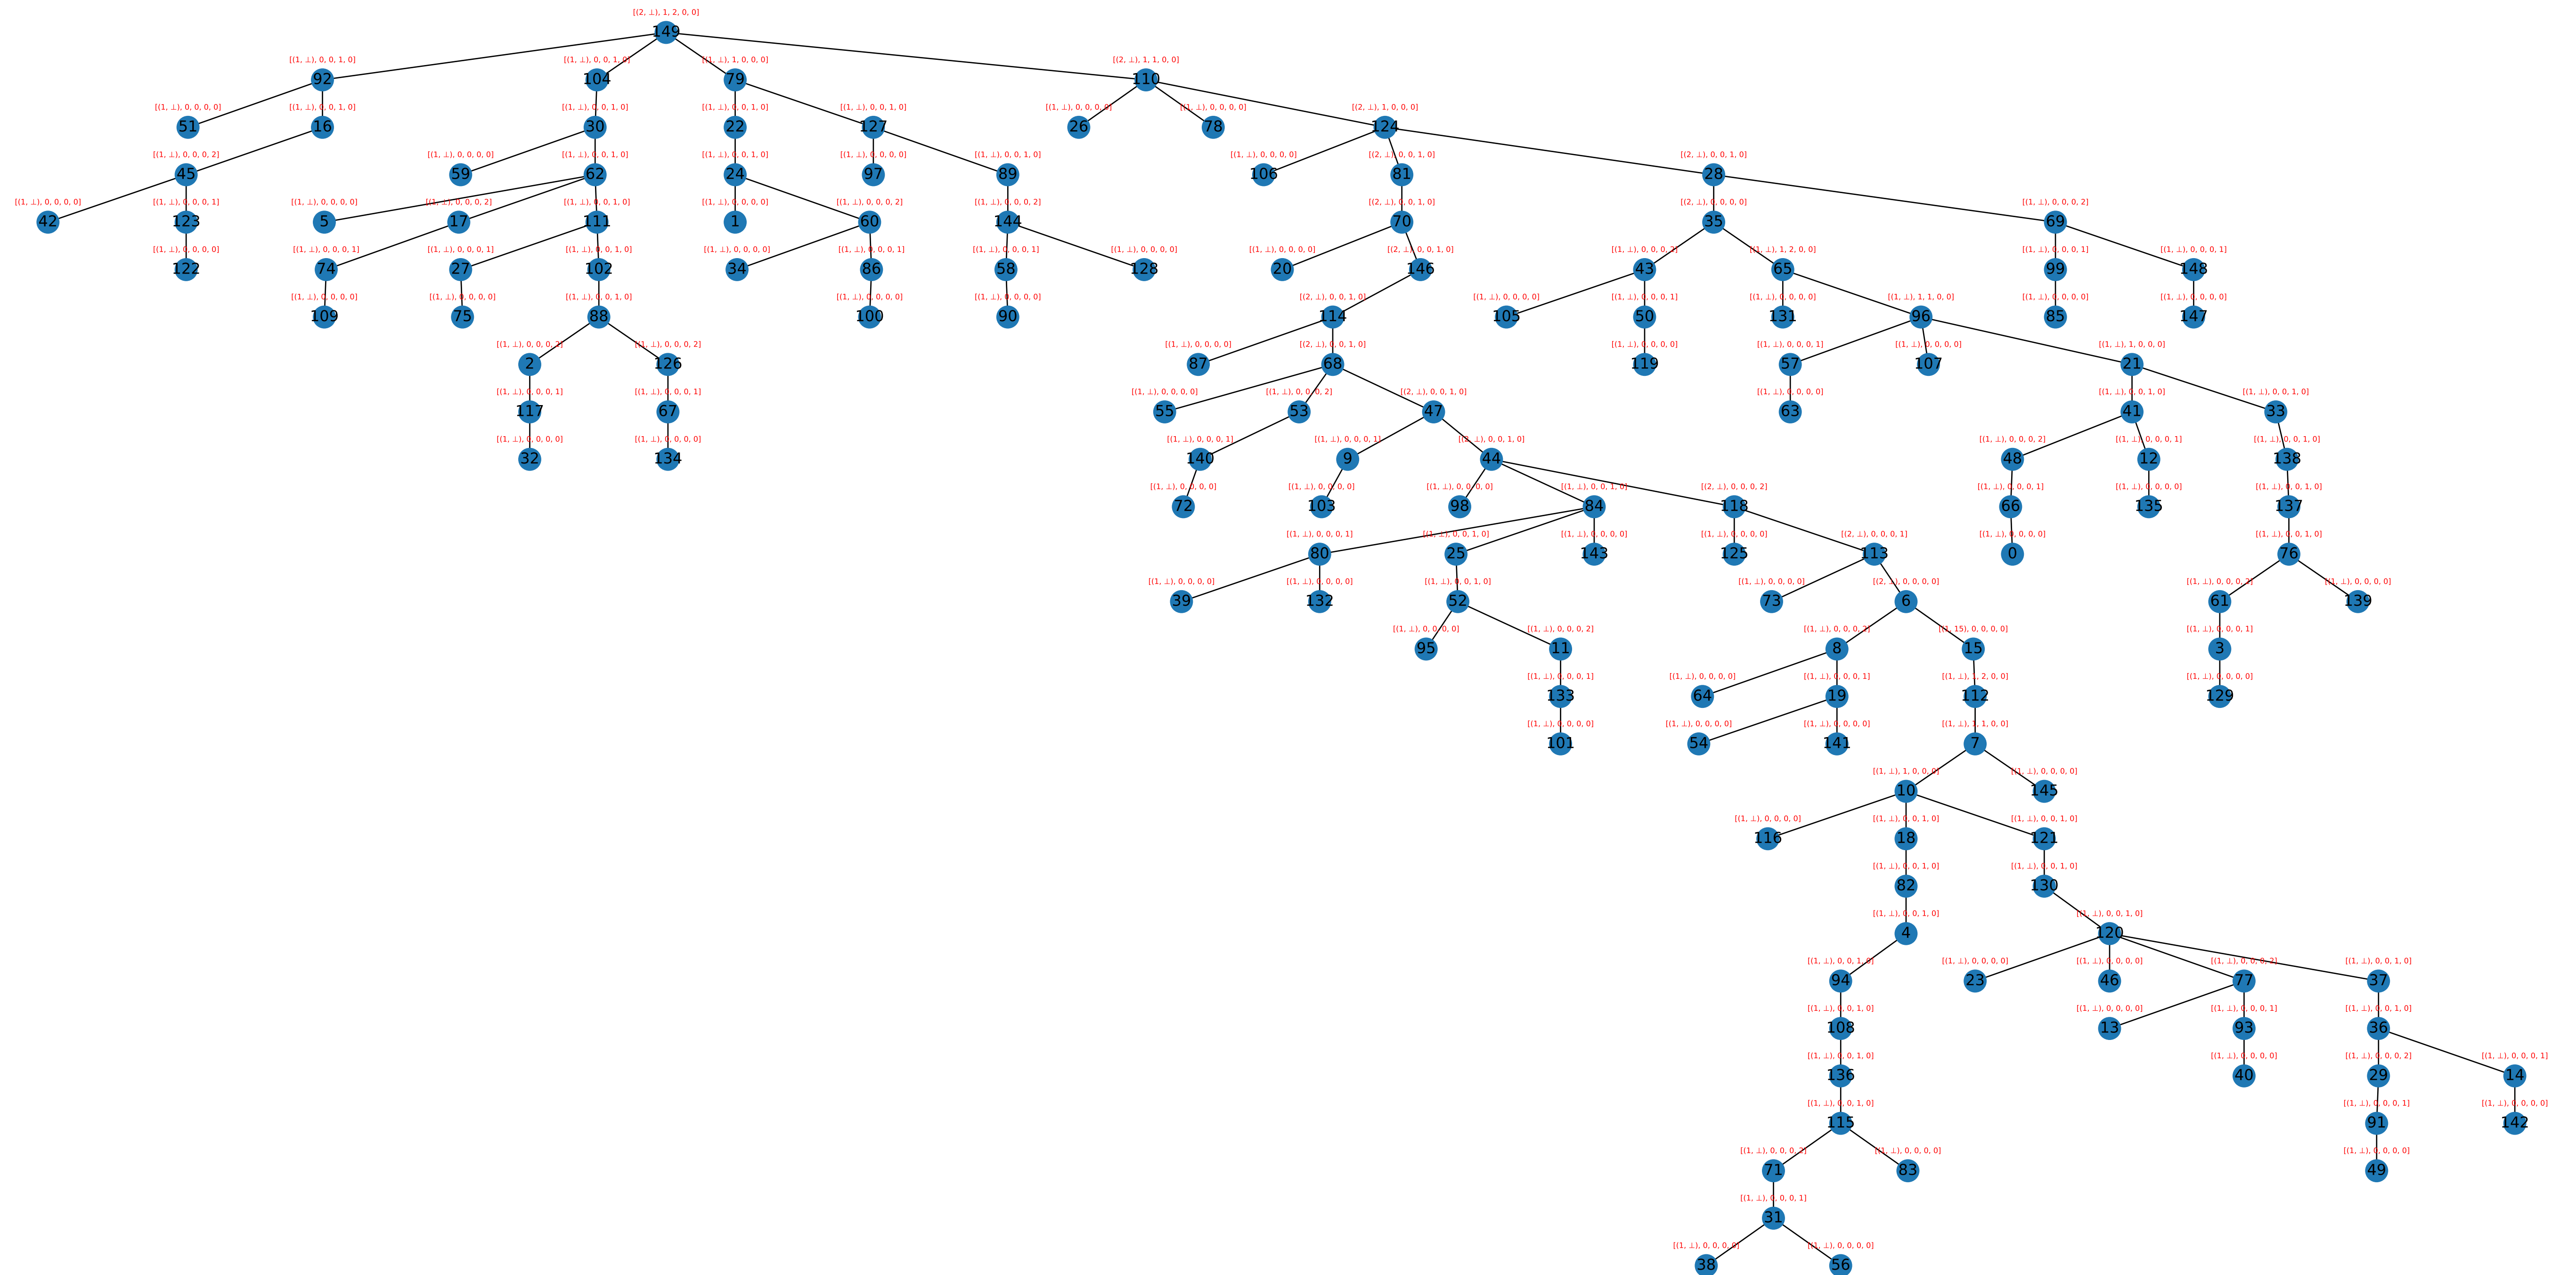 [(2, ⊥), 1, 2, 0, 0]
149
[(1, ⊥), 0, 0, 1, 0] [(1, ⊥), 0, 0, 1, 0] [(1, ⊥), 1, 0, 0, 0] [(2, ⊥), 1, 1, 0, 0]
92 104 79 110
[(1, ⊥), 0, 0, 0, 0] [(1, ⊥), 0, 0, 1, 0] [(1, ⊥), 0, 0, 1, 0] [(1, ⊥), 0, 0, 1, 0] [(1, ⊥), 0, 0, 1, 0] [(1, ⊥), 0, 0, 0, 0] [(1, ⊥), 0, 0, 0, 0] [(2, ⊥), 1, 0, 0, 0]
51 16 30 22 127 26 78 124
[(1, ⊥), 0, 0, 0, 2] [(1, ⊥), 0, 0, 0, 0] [(1, ⊥), 0, 0, 1, 0] [(1, ⊥), 0, 0, 1, 0] [(1, ⊥), 0, 0, 0, 0] [(1, ⊥), 0, 0, 1, 0] [(1, ⊥), 0, 0, 0, 0] [(2, ⊥), 0, 0, 1, 0] [(2, ⊥), 0, 0, 1, 0]
45 59 62 24 97 89 106 81 28
[(1, ⊥), 0, 0, 0, 0] [(1, ⊥), 0, 0, 0, 1] [(1, ⊥), 0, 0, 0, 0] [(1, ⊥), 0, 0, 0, 2] [(1, ⊥), 0, 0, 1, 0] [(1, ⊥), 0, 0, 0, 0] [(1, ⊥), 0, 0, 0, 2] [(1, ⊥), 0, 0, 0, 2] [(2, ⊥), 0, 0, 1, 0] [(2, ⊥), 0, 0, 0, 0] [(1, ⊥), 0, 0, 0, 2]
42 123 5 17 111 1 60 144 70 35 69
[(1, ⊥), 0, 0, 0, 0] [(1, ⊥), 0, 0, 0, 1] [(1, ⊥), 0, 0, 0, 1] [(1, ⊥), 0, 0, 1, 0] [(1, ⊥), 0, 0, 0, 0] [(1, ⊥), 0, 0, 0, 1] [(1, ⊥), 0, 0, 0, 1] [(1, ⊥), 0, 0, 0, 0] [(1, ⊥), 0, 0, 0, 0] [(2, ⊥), 0, 0, 1, 0] [(1, ⊥), 0, 0, 0, 2] [(1, ⊥), 1, 2, 0, 0] [(1, ⊥), 0, 0, 0, 1] [(1, ⊥), 0, 0, 0, 1]
122 74 27 102 34 86 58 128 20 146 43 65 99 148
[(1, ⊥), 0, 0, 0, 0] [(1, ⊥), 0, 0, 0, 0] [(1, ⊥), 0, 0, 1, 0] [(1, ⊥), 0, 0, 0, 0] [(1, ⊥), 0, 0, 0, 0] [(2, ⊥), 0, 0, 1, 0] [(1, ⊥), 0, 0, 0, 0] [(1, ⊥), 0, 0, 0, 1] [(1, ⊥), 0, 0, 0, 0] [(1, ⊥), 1, 1, 0, 0] [(1, ⊥), 0, 0, 0, 0] [(1, ⊥), 0, 0, 0, 0]
109 75 88 100 90 114 105 50 131 96 85 147
[(1, ⊥), 0, 0, 0, 2] [(1, ⊥), 0, 0, 0, 2] [(1, ⊥), 0, 0, 0, 0] [(2, ⊥), 0, 0, 1, 0] [(1, ⊥), 0, 0, 0, 0] [(1, ⊥), 0, 0, 0, 1] [(1, ⊥), 0, 0, 0, 0] [(1, ⊥), 1, 0, 0, 0]
2 126 87 68 119 57 107 21
[(1, ⊥), 0, 0, 0, 1] [(1, ⊥), 0, 0, 0, 1] [(1, ⊥), 0, 0, 0, 0] [(1, ⊥), 0, 0, 0, 2] [(2, ⊥), 0, 0, 1, 0] [(1, ⊥), 0, 0, 0, 0] [(1, ⊥), 0, 0, 1, 0] [(1, ⊥), 0, 0, 1, 0]
117 67 55 53 47 63 41 33
[(1, ⊥), 0, 0, 0, 0] [(1, ⊥), 0, 0, 0, 0] [(1, ⊥), 0, 0, 0, 1] [(1, ⊥), 0, 0, 0, 1] [(2, ⊥), 0, 0, 1, 0] [(1, ⊥), 0, 0, 0, 2] [(1, ⊥), 0, 0, 0, 1] [(1, ⊥), 0, 0, 1, 0]
32 134 140 9 44 48 12 138
[(1, ⊥), 0, 0, 0, 0] [(1, ⊥), 0, 0, 0, 0] [(1, ⊥), 0, 0, 0, 0] [(1, ⊥), 0, 0, 1, 0] [(2, ⊥), 0, 0, 0, 2] [(1, ⊥), 0, 0, 0, 1] [(1, ⊥), 0, 0, 0, 0] [(1, ⊥), 0, 0, 1, 0]
72 103 98 84 118 66 135 137
[(1, ⊥), 0, 0, 0, 1] [(1, ⊥), 0, 0, 1, 0] [(1, ⊥), 0, 0, 0, 0] [(1, ⊥), 0, 0, 0, 0] [(2, ⊥), 0, 0, 0, 1] [(1, ⊥), 0, 0, 0, 0] [(1, ⊥), 0, 0, 1, 0]
80 25 143 125 113 0 76
[(1, ⊥), 0, 0, 0, 0] [(1, ⊥), 0, 0, 0, 0] [(1, ⊥), 0, 0, 1, 0] [(1, ⊥), 0, 0, 0, 0] [(2, ⊥), 0, 0, 0, 0] [(1, ⊥), 0, 0, 0, 2] [(1, ⊥), 0, 0, 0, 0]
39 132 52 73 6 61 139
[(1, ⊥), 0, 0, 0, 0] [(1, ⊥), 0, 0, 0, 2] [(1, ⊥), 0, 0, 0, 2] [(1, 15), 0, 0, 0, 0] [(1, ⊥), 0, 0, 0, 1]
95 11 8 15 3
[(1, ⊥), 0, 0, 0, 1] [(1, ⊥), 0, 0, 0, 0] [(1, ⊥), 0, 0, 0, 1] [(1, ⊥), 1, 2, 0, 0] [(1, ⊥), 0, 0, 0, 0]
133 64 19 112 129
[(1, ⊥), 0, 0, 0, 0] [(1, ⊥), 0, 0, 0, 0] [(1, ⊥), 0, 0, 0, 0] [(1, ⊥), 1, 1, 0, 0]
101 54 141 7
[(1, ⊥), 1, 0, 0, 0] [(1, ⊥), 0, 0, 0, 0]
10 145
[(1, ⊥), 0, 0, 0, 0] [(1, ⊥), 0, 0, 1, 0] [(1, ⊥), 0, 0, 1, 0]
116 18 121
[(1, ⊥), 0, 0, 1, 0] [(1, ⊥), 0, 0, 1, 0]
82 130
[(1, ⊥), 0, 0, 1, 0] [(1, ⊥), 0, 0, 1, 0]
4 120
[(1, ⊥), 0, 0, 1, 0] [(1, ⊥), 0, 0, 0, 0] [(1, ⊥), 0, 0, 0, 0] [(1, ⊥), 0, 0, 0, 2] [(1, ⊥), 0, 0, 1, 0]
94 23 46 77 37
[(1, ⊥), 0, 0, 1, 0] [(1, ⊥), 0, 0, 0, 0] [(1, ⊥), 0, 0, 0, 1] [(1, ⊥), 0, 0, 1, 0]
108 13 93 36
[(1, ⊥), 0, 0, 1, 0] [(1, ⊥), 0, 0, 0, 0] [(1, ⊥), 0, 0, 0, 2] [(1, ⊥), 0, 0, 0, 1]
136 40 29 14
[(1, ⊥), 0, 0, 1, 0] [(1, ⊥), 0, 0, 0, 1] [(1, ⊥), 0, 0, 0, 0]
115 91 142
[(1, ⊥), 0, 0, 0, 2] [(1, ⊥), 0, 0, 0, 0] [(1, ⊥), 0, 0, 0, 0]
71 83 49
[(1, ⊥), 0, 0, 0, 1]
31
[(1, ⊥), 0, 0, 0, 0] [(1, ⊥), 0, 0, 0, 0]
38 56